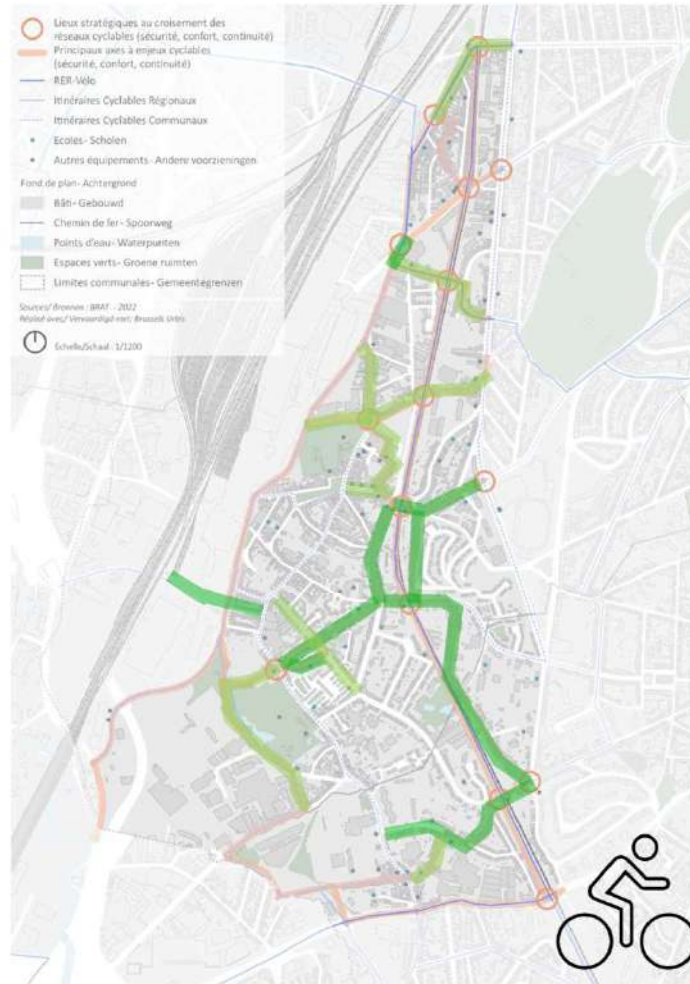 Lieux stratégiques au croisement des
réseaux cyclables (sécurité, confort, continuité)
Principaux axes à enjeux cyclables
(sécurité, confort, continuité)
RER-Vélo
Itinéraires Cyclables Régionaux
Itinéraires Cyclables Communaux
Ecoles- Scholen
Autres équipements- Andere voorzieningen
Fond de plan- Achtergrond
Bâti- Gebouwd
Chemin de fer- Spoorweg
Points d'eau- Waterpunten
Espaces verts- Groene ruimten
Limites communales- Gemeentegrenzen
Sources/ Bronnen : BRAT - 2022
Réalisé avec/ Vervaardigd met: Brussels Urbis
Echelle/Schaal : 1/1200